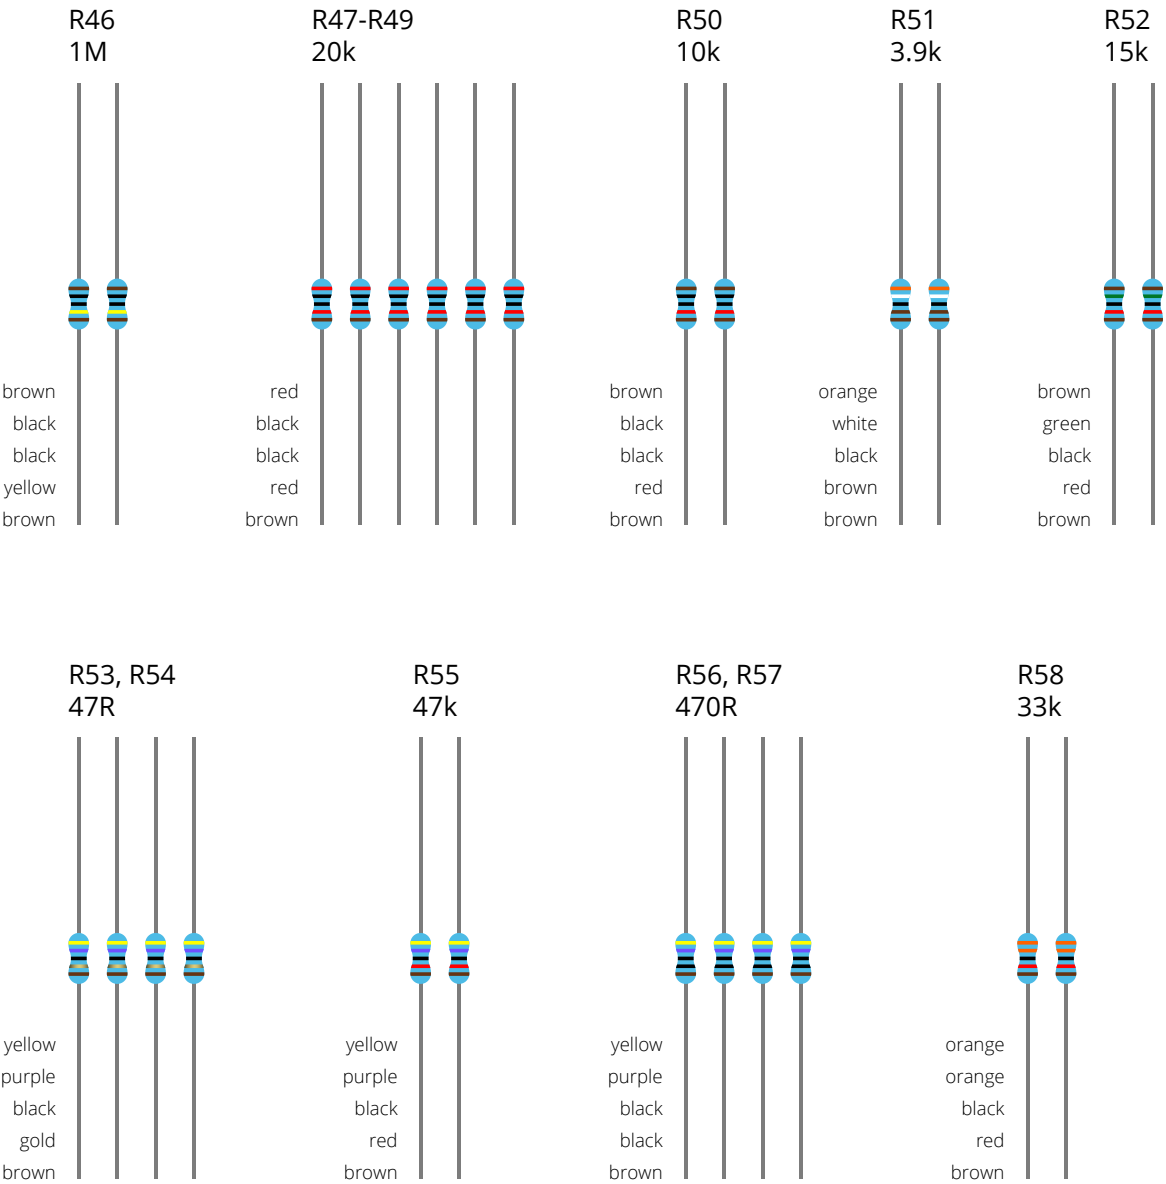 R46
1M
brown
black
black
yellow
brown
R47-R49
20k
red
black
black
red
brown
R50
10k
brown
black
black
red
brown
R51
3.9k
orange
white
black
brown
brown
R52
15k
brown
green
black
red
brown
R53, R54
47R
yellow
purple
black
gold
brown
R55
47k
yellow
purple
black
red
brown
R56, R57
470R
yellow
purple
black
black
brown
R58
33k
orange
orange
black
red
brown